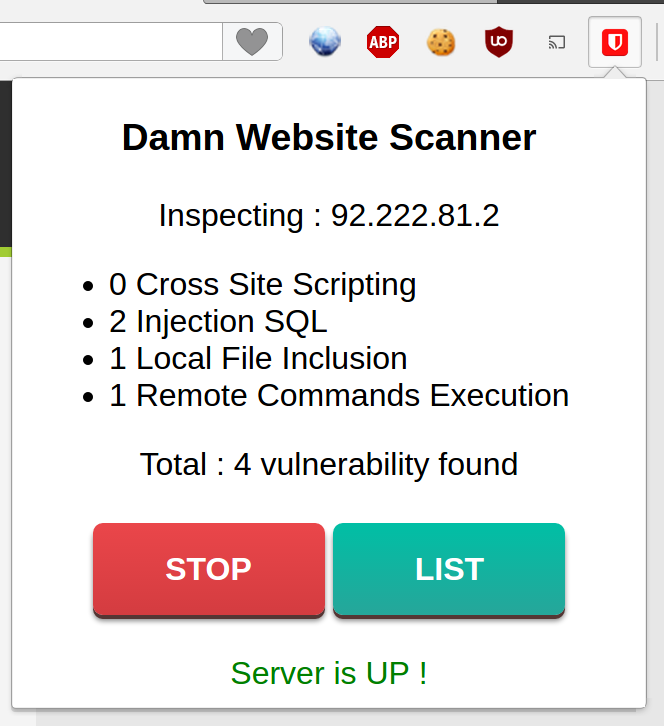 ABP
UO
Damn Website Scanner
Inspecting : 92.222.81.2
0 Cross Site Scripting
2 Injection SQL
1 Local File Inclusion
1 Remote Commands Execution
Total : 4 vulnerability found
STOP LIST
Server is UP !